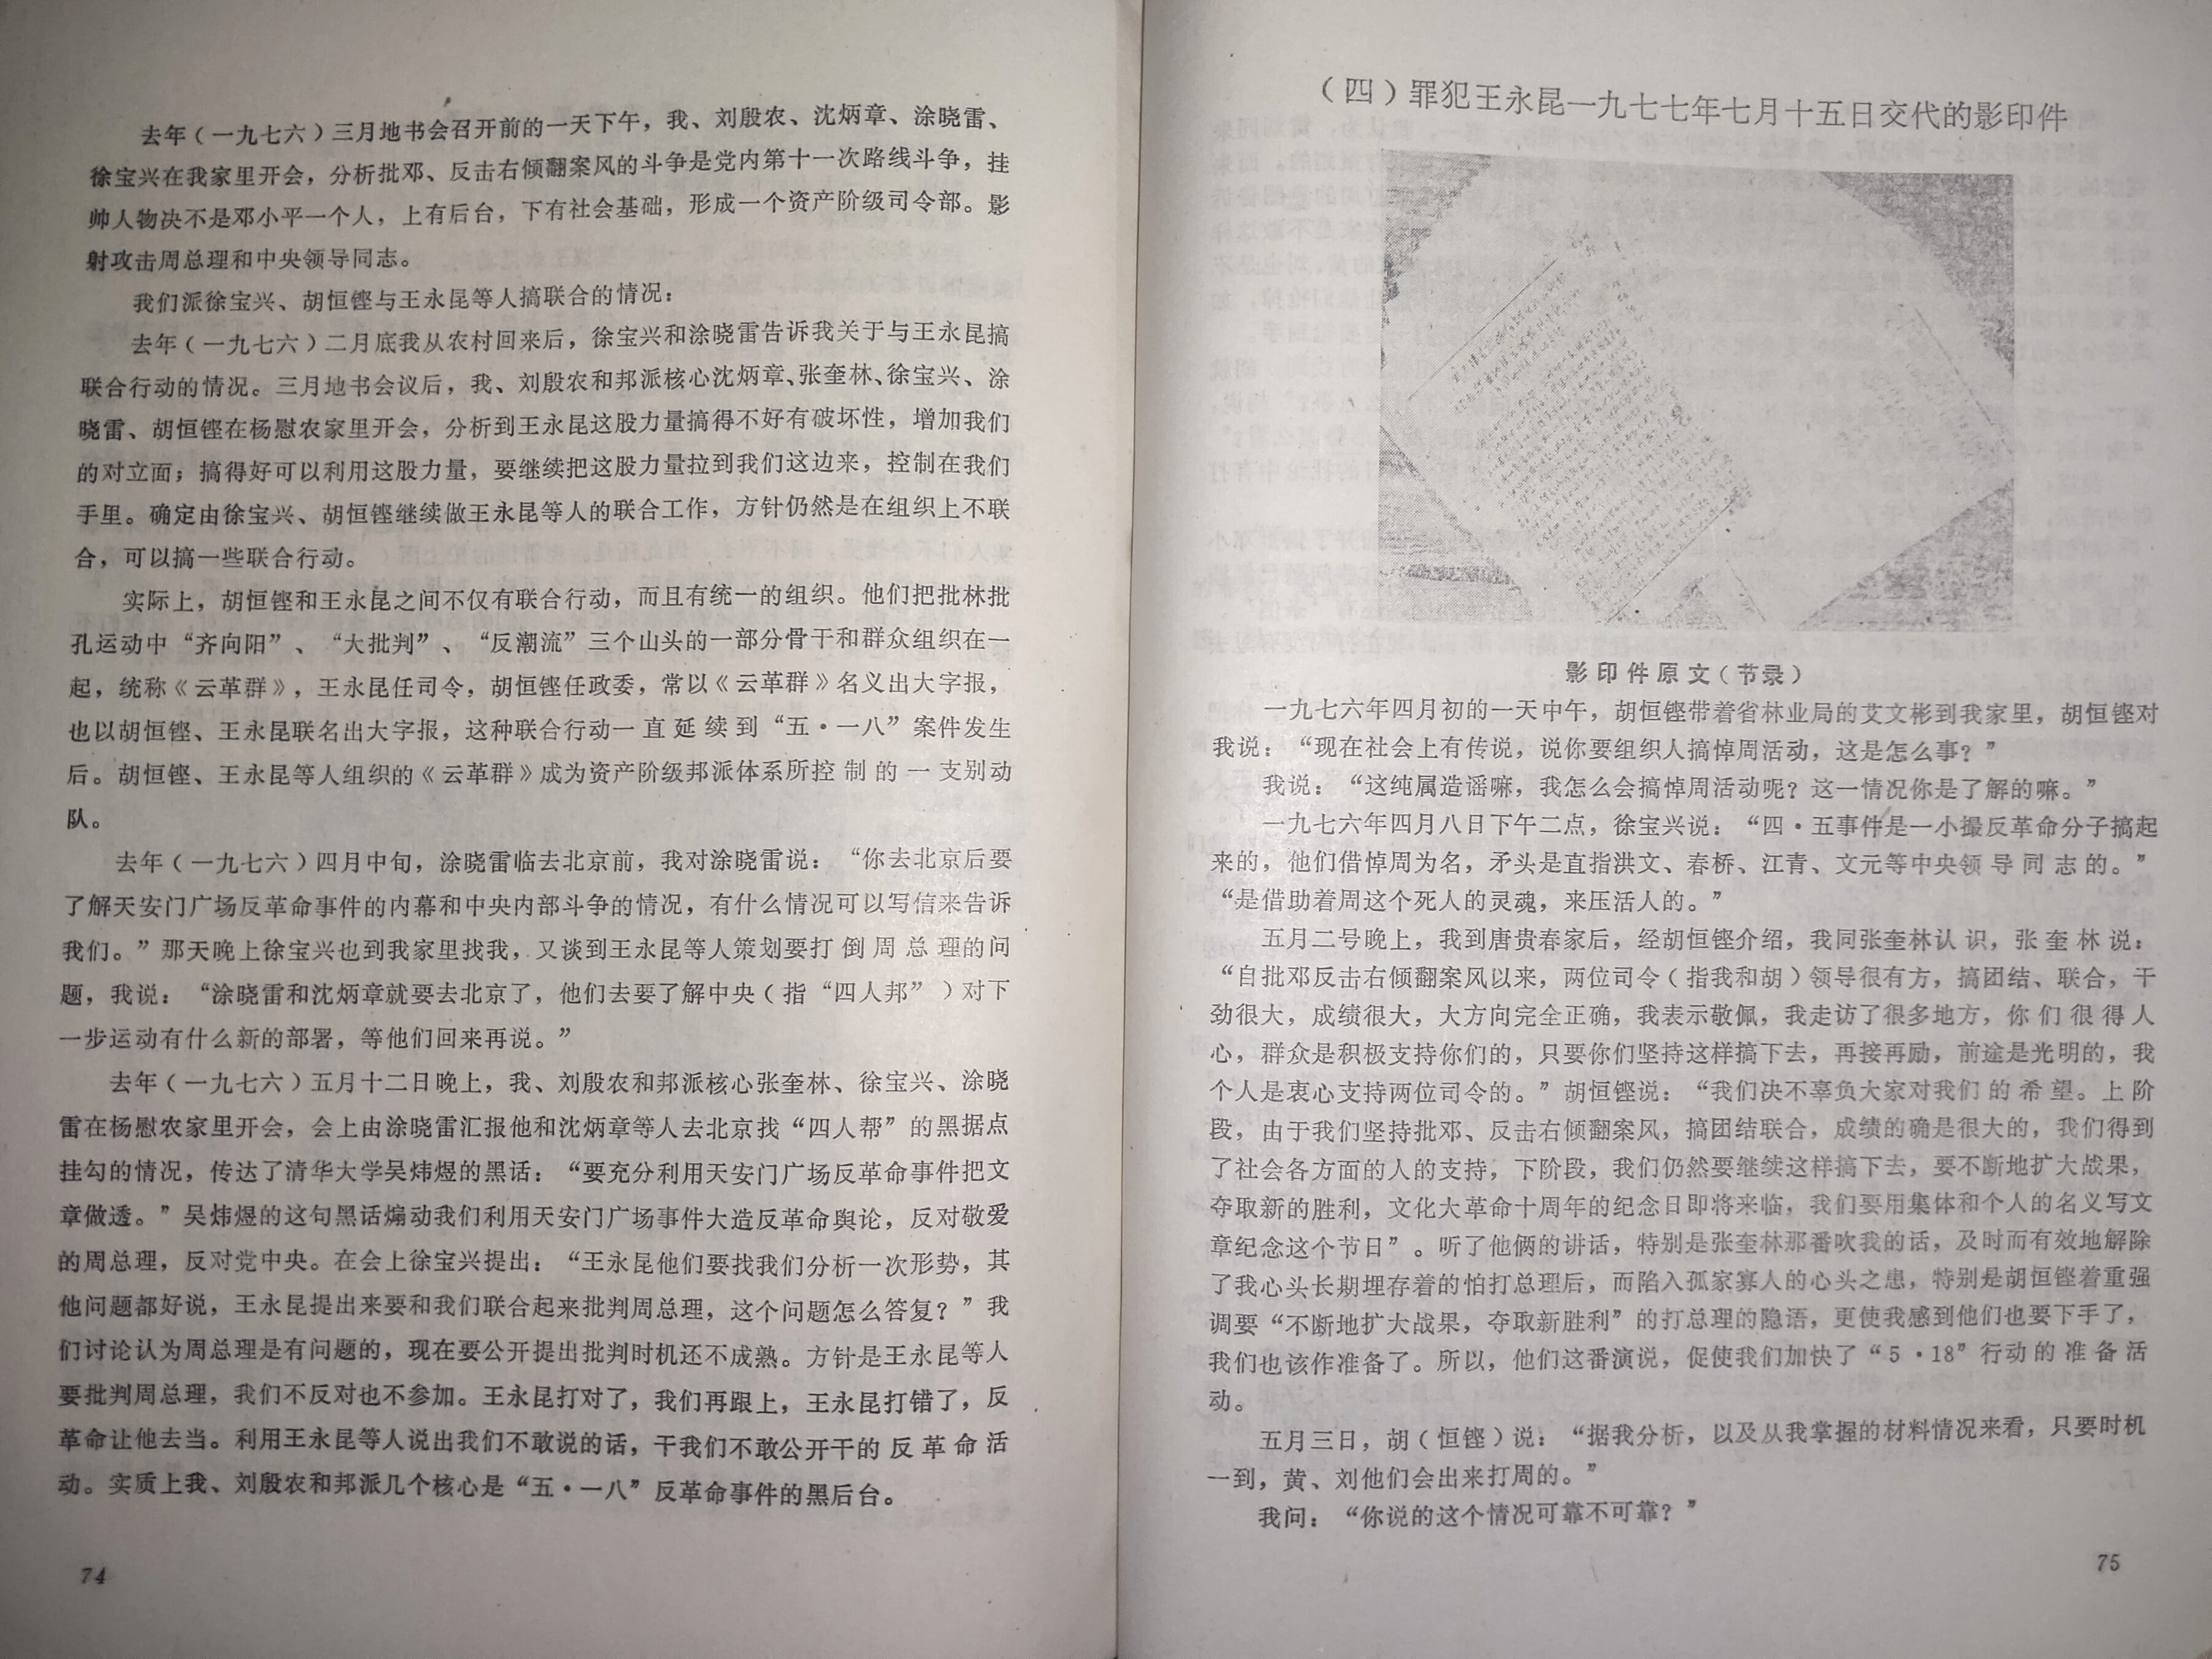 去年（一九七六）三月地书会召开前的一天下午，我、刘殷农、沈炳章、涂晓雷、
徐宝兴在我家里开会，分析批邓、反击右倾翻案风的斗争是党内第十一次路线斗争，挂
帅人物决不是邓小平一个人，上有后台，下有社会基础，形成一个资产阶级司令部。影
射攻击周总理和中央领导同志。
我们派徐宝兴、胡恒铿与王永昆等人搞联合的情况：
去年（一九七六）二月底我从农村回来后，徐宝兴和涂晓雷告诉我关于与王永昆搞
联合行动的情况。三月地书会议后，我、刘殷农和邦派核心沈炳章、张奎林、徐宝兴、涂
晓雷、胡恒铿在杨慰农家里开会，分析到王永昆这股力量搞得不好有破坏性，增加我们
的对立面；搞得好可以利用这股力量，要继续把这股力量拉到我们这边来，控制在我们
手里。确定由徐宝兴、胡恒铿继续做王永昆等人的联合工作，方针仍然是在组织上不联
合，可以搞一些联合行动。
实际上，胡恒铿和王永昆之间不仅有联合行动，而且有统一的组织。他们把批林批
孔运动中“齐向阳”、“大批判”、“反潮流”三个山头的一部分骨干和群众组织在一
起，统称《云革群》，王永昆任司令，胡恒铿任政委，常以《云革群》名义出大字报，
也以胡恒铿、王永昆联名出大字报，这种联合行动一直延续到“五·一八”案件发生
后。胡恒铿、王永昆等人组织的《云革群》成为资产阶级邦派体系所控制的一支别动
队。
去年（一九七六）四月中旬，涂晓雷临去北京前，我对涂晓雷说：“你去北京后要
了解天安门广场反革命事件的内幕和中央内部斗争的情况，有什么情况可以写信来告诉
我们。”那天晚上徐宝兴也到我家里找我，又谈到王永昆等人策划要打倒周总理的问
题，我说：“涂晓雷和沈炳章就要去北京了，他们去要了解中央（指“四人邦”）对下
一步运动有什么新的部署，等他们回来再说。”
去年（一九七六）五月十二日晚上，我、刘殷农和邦派核心张奎林、徐宝兴、涂晓
雷在杨慰农家里开会，会上由涂晓雷汇报他和沈炳章等人去北京找“四人帮”的黑据点
挂勾的情况，传达了清华大学吴炜煜的黑话：“要充分利用天安门广场反革命事件把文
章做透。”吴炜煜的这句黑话煽动我们利用天安门广场事件大造反革命舆论，反对敬爱
的周总理，反对党中央。在会上徐宝兴提出：“王永昆他们要找我们分析一次形势，其
他问题都好说，王永昆提出来要和我们联合起来批判周总理，这个问题怎么答复？”我
们讨论认为周总理是有问题的，现在要公开提出批判时机还不成熟。方针是王永昆等人
要批判周总理，我们不反对也不参加。王永昆打对了，我们再跟上，王永昆打错了，反
革命让他去当。利用王永昆等人说出我们不敢说的话，干我们不敢公开干的反革命活
动。实质上我、刘殷农和邦派几个核心是“五·一八”反革命事件的黑后台。
74
（四）罪犯王永昆一九七七年七月十五日交代的影印件
影印件原文（节录）
一九七六年四月初的一天中午，胡恒铿带着省林业局的艾文彬到我家里，胡恒铿对
我说：“现在社会上有传说，说你要组织人搞悼周活动，这是怎么事？”
我说：“这纯属造谣嘛，我怎么会搞悼周活动呢？这一情况你是了解的嘛。”
一九七六年四月八日下午二点，徐宝兴说：“四·五事件是一小撮反革命分子搞起
来的，他们借悼周为名，矛头是直指洪文、春桥、江青、文元等中央领导同志的。”
“是借助着周这个死人的灵魂，来压活人的。”
五月二号晚上，我到唐贵春家后，经胡恒铿介绍，我同张奎林认识，张奎林说：
“自批邓反击右倾翻案风以来，两位司令（指我和胡）领导很有方，搞团结、联合，干
劲很大，成绩很大，大方向完全正确，我表示敬佩，我走访了很多地方，你们很得人
心，群众是积极支持你们的，只要你们坚持这样搞下去，再接再励，前途是光明的，我
个人是衷心支持两位司令的。”胡恒铿说：“我们决不辜负大家对我们的希望。上阶
段，由于我们坚持批邓、反击右倾翻案风，搞团结联合，成绩的确是很大的，我们得到
了社会各方面的人的支持，下阶段，我们仍然要继续这样搞下去，要不断地扩大战果，
夺取新的胜利，文化大革命十周年的纪念日即将来临，我们要用集体和个人的名义写文
章纪念这个节日”。听了他俩的讲话，特别是张奎林那番吹我的话，及时而有效地解除
了我心头长期埋存着的怕打总理后，而陷入孤家寡人的心头之患，特别是胡恒铿着重强
调要“不断地扩大战果，夺取新胜利”的打总理的隐语，更使我感到他们也要下手了，
我们也该作准备了。所以，他们这番演说，促使我们加快了“5·18”行动的准备活
动。
五月三日，胡（恒铿）说：“据我分析，以及从我掌握的材料情况来看，只要时机
一到，黄、刘他们会出来打周的。”
我问：“你说的这个情况可靠不可靠？”
75